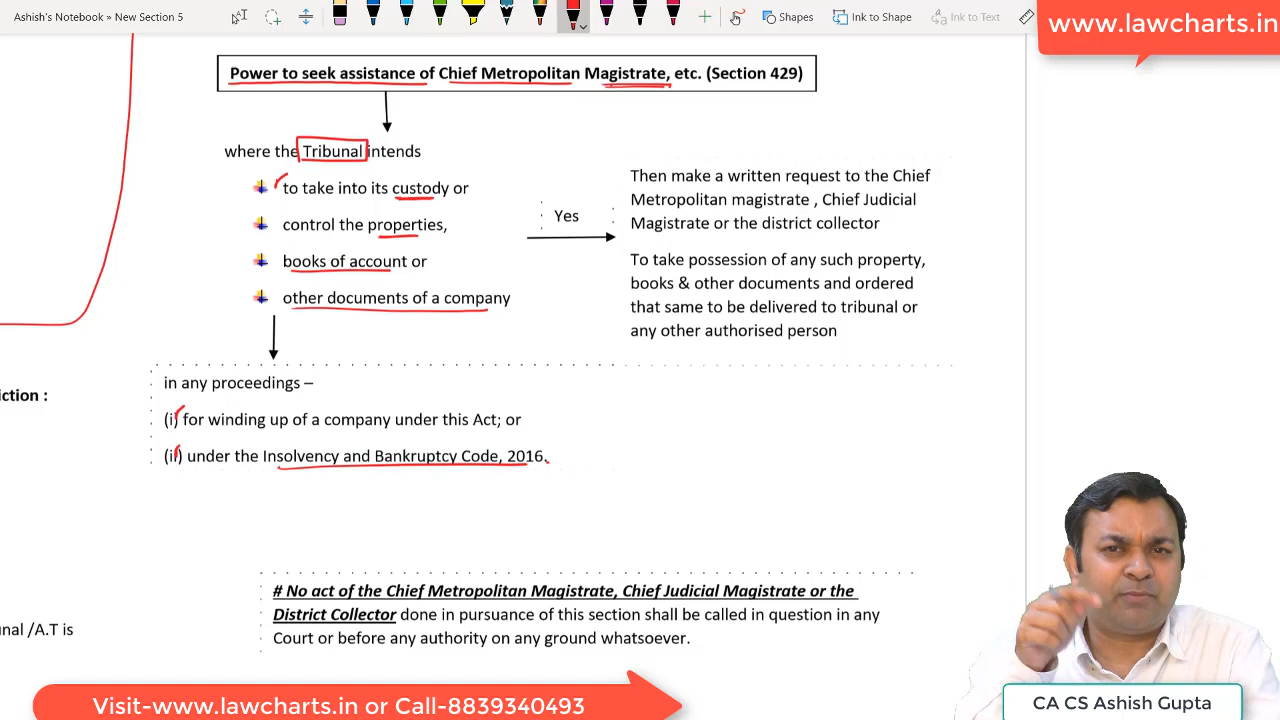 Ashish's Notebook » New Section 5
Shapes
Ink to Shape
Ink to Text
www.lawcharts.in
Power to seek assistance of Chief Metropolitan Magistrate, etc. (Section 429)
where the Tribunal intends
to take into its custody or
control the properties,
books of account or
other documents of a company
Yes
Then make a written request to the Chief
Metropolitan magistrate , Chief Judicial
Magistrate or the district collector
To take possession of any such property,
books & other documents and ordered
that same to be delivered to tribunal or
any other authorised person
in any proceedings –
(i) for winding up of a company under this Act; or
(ii) under the Insolvency and Bankruptcy Code, 2016.
iction :
# No act of the Chief Metropolitan Magistrate, Chief Judicial Magistrate or the
District Collector done in pursuance of this section shall be called in question in any
Court or before any authority on any ground whatsoever.
unal /A.T is
Visit-www.lawcharts.in or Call-8839340493
CA CS Ashish Gupta